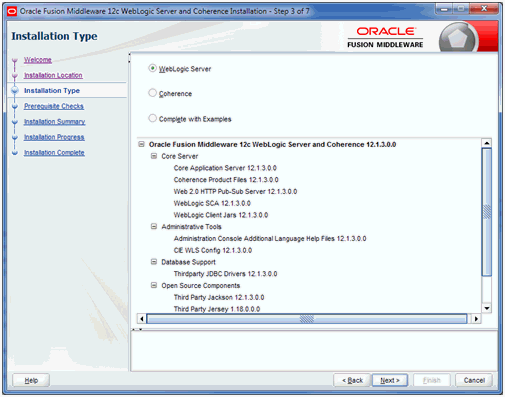 Oracle Fusion Middleware 12c WebLogic Server and Coherence Installation - Step 3 of 7
Installation Type
ORACLE
FUSION MIDDLEWARE
Welcome
Installation Location
Installation Type
Prerequisite Checks
Installation Summary
Installation Progress
Installation Complete
WebLogic Server
Coherence
Complete with Examples
Oracle Fusion Middleware 12c WebLogic Server and Coherence 12.1.3.0.0
Core Server
Core Application Server 12.1.3.0.0
Coherence Product Files 12.1.3.0.0
Web 2.0 HTTP Pub-Sub Server 12.1.3.0.0
WebLogic SCA 12.1.3.0.0
WebLogic Client Jars 12.1.3.0.0
Administrative Tools
Administration Console Additional Language Help Files 12.1.3.0.0
CIE WLS Config 12.1.3.0.0
Database Support
Thirdparty JDBC Drivers 12.1.3.0.0
Open Source Components
Third Party Jackson 12.1.3.0.0
Third Party Jersey 1.18.0.0.0
Help
< Back
Next >
Finish
Cancel